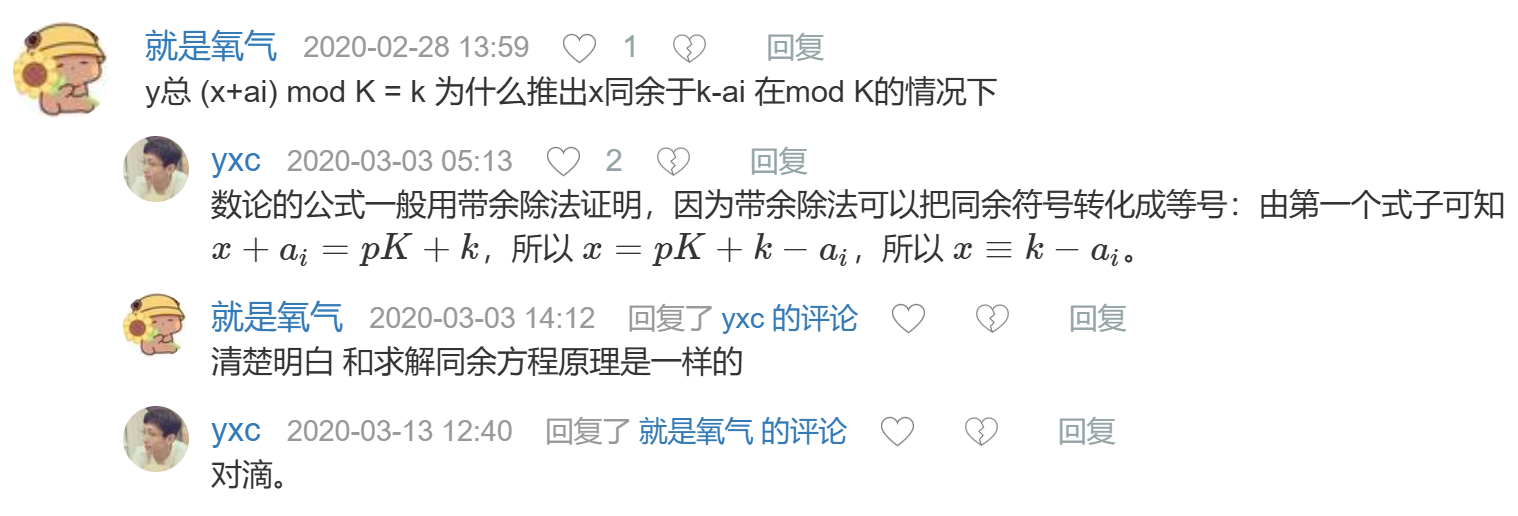 就是氧气 2020-02-28 13:59 1 回复
y总 (x+ai) mod K = k 为什么推出x同余于k-ai 在mod K的情况下
yxc 2020-03-03 05:13 2 回复
数论的公式一般用带余除法证明，因为带余除法可以把同余符号转化成等号：由第一个式子可知
x + a_i = pK + k，所以 x = pK + k − a_i，所以 x ≡ k − a_i。
就是氧气 2020-03-03 14:12 回复了 yxc 的评论 回复
清楚明白 和求解同余方程原理是一样的
yxc 2020-03-13 12:40 回复了 就是氧气 的评论 回复
对滴。